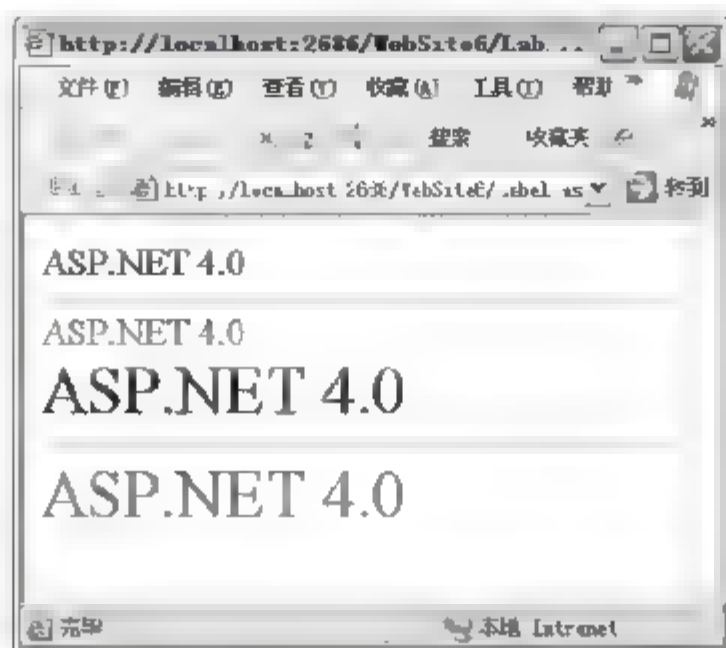 http://localhost:2686/WebSite6/Lab...
文件(F) 编辑(E) 查看(V) 收藏(A) 工具(T) 帮助 »
搜索 收藏夹 »
转到
ASP.NET 4.0
ASP.NET 4.0
ASP.NET 4.0
ASP.NET 4.0
完毕 本地 Intranet